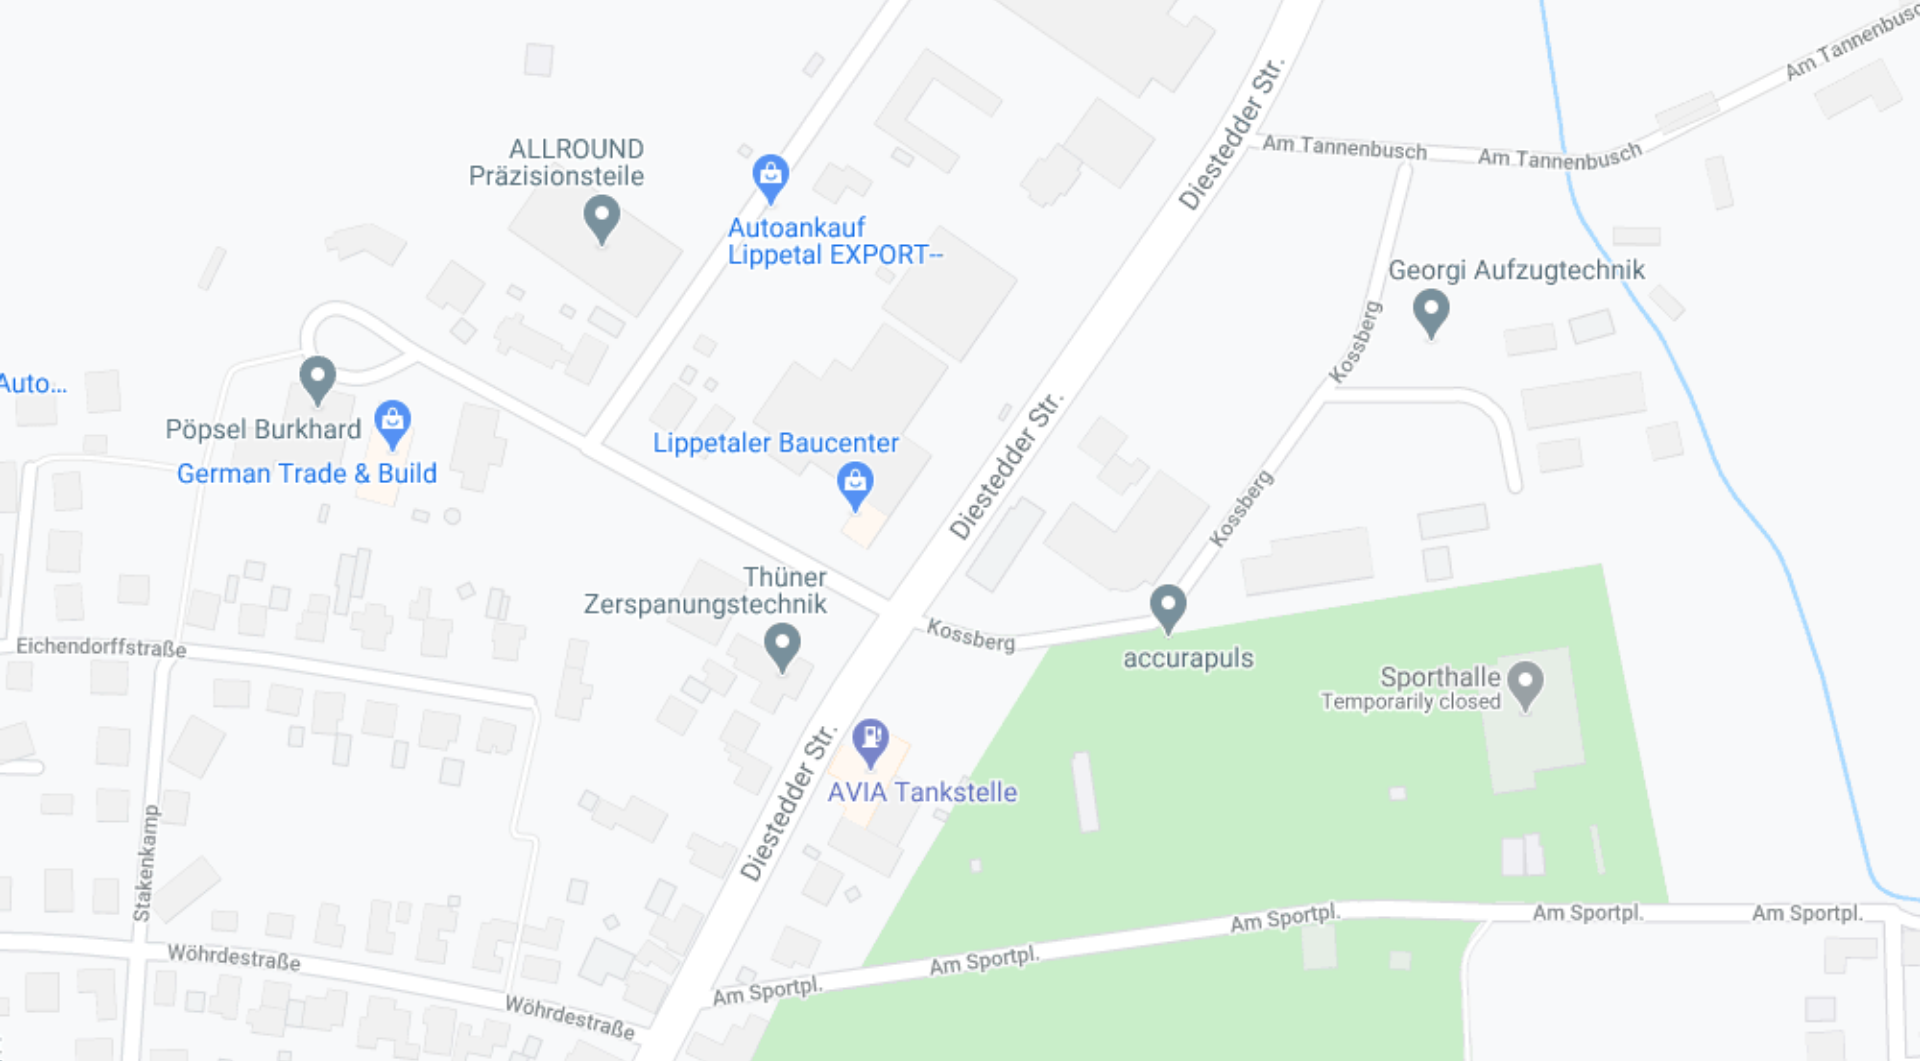 Am Tannenbusc
Diestedder Str.
ALLROUND
Präzisionsteile
Am Tannenbusch
Am Tannenbusch
Autoankauf
Lippetal EXPORT--
Georgi Aufzugtechnik
Kossberg
Auto...
Pöpsel Burkhard
German Trade & Build
Lippetaler Baucenter
Diestedder Str.
Kossberg
Thüner
Zerspanungstechnik
Kossberg
accurapuls
Eichendorffstraße
Sporthalle
Temporarily closed
AVIA Tankstelle
Diestedder Str.
Stakenkamp
Am Sportpl.
Am Sportpl.
Am Sportpl.
Am Sportpl.
Am Sportpl.
Wöhrdestraße
Wöhrdestraße